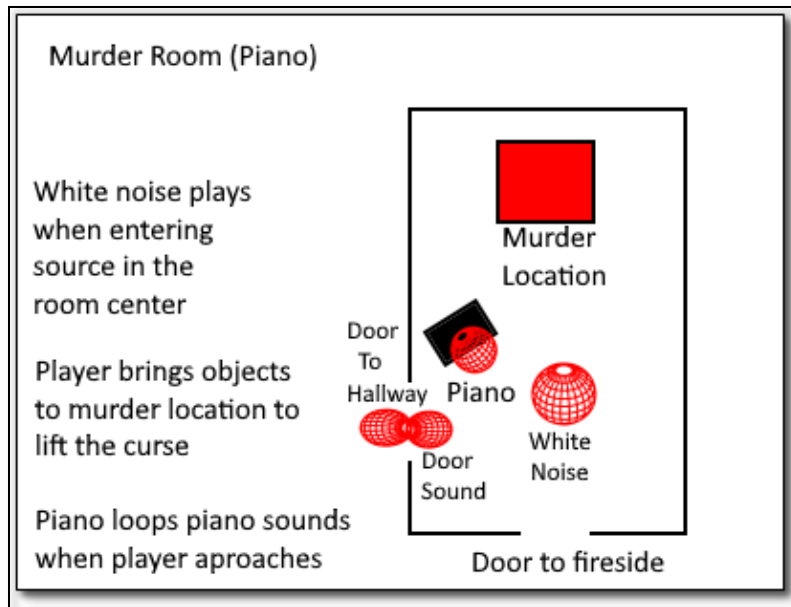 Murder Room (Piano)
White noise plays
when entering
source in the
room center
Player brings objects
to murder location to
lift the curse
Piano loops piano sounds
when player aproaches
Murder
Location
Door
To
Hallway
Piano
Door
Sound
White
Noise
Door to fireside